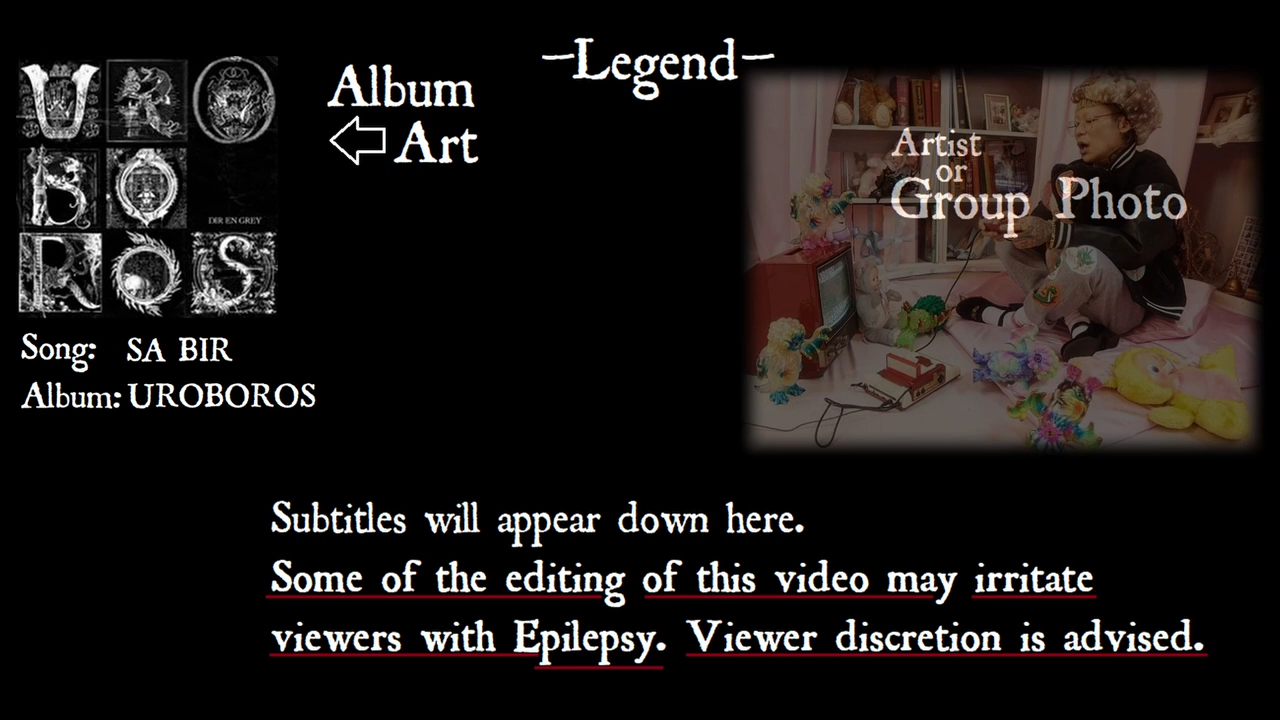 -Legend-
U R O
B O
DIR EN GREY
R O S
Album
Art
Song: SA BIR
Album: UROBOROS
Artist
or
Group Photo
Subtitles will appear down here.
Some of the editing of this video may irritate
viewers with Epilepsy. Viewer discretion is advised.